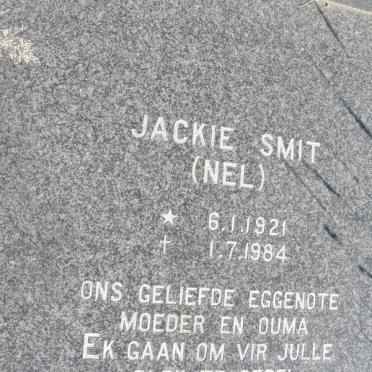 JACKIE SMIT
(NEL)
★ 6.1.1921
† 1.7.1984
ONS GELIEFDE EGGENOTE
MOEDER EN OUMA
EK GAAN OM VIR JULLE